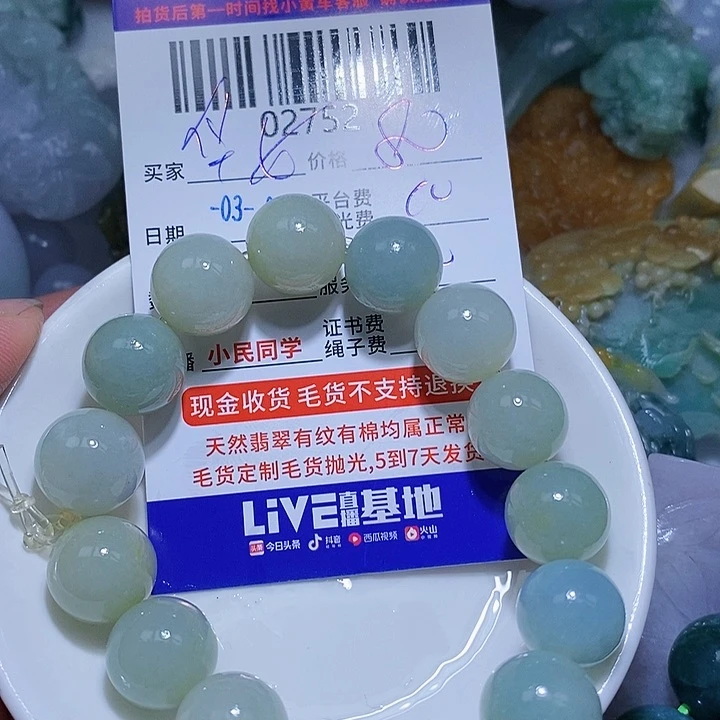 拍货后第一时间找小黄车客服
02752
买家 价格 80
-03- 平台费
日期 光费
证书费
小民同学 绳子费
现金收货 毛货不支持退换
天然翡翠有纹有棉均属正常
毛货定制毛货抛光,5到7天发货
LiVE直播基地
头条 今日头条 抖音 西瓜视频 火山